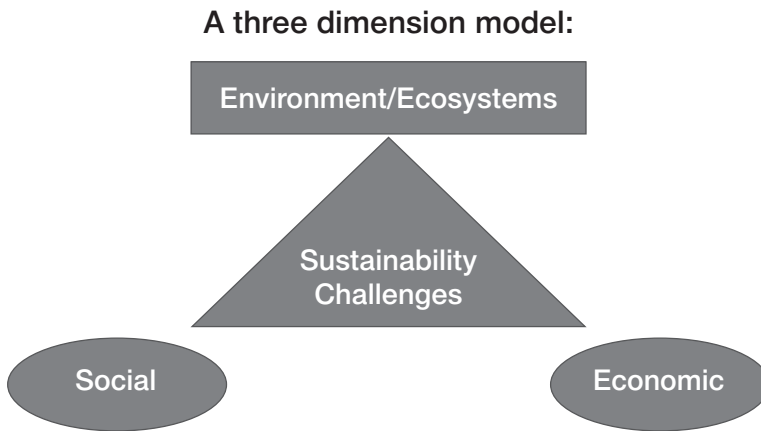 A three dimension model:
Environment/Ecosystems
Sustainability
Challenges
Social
Economic